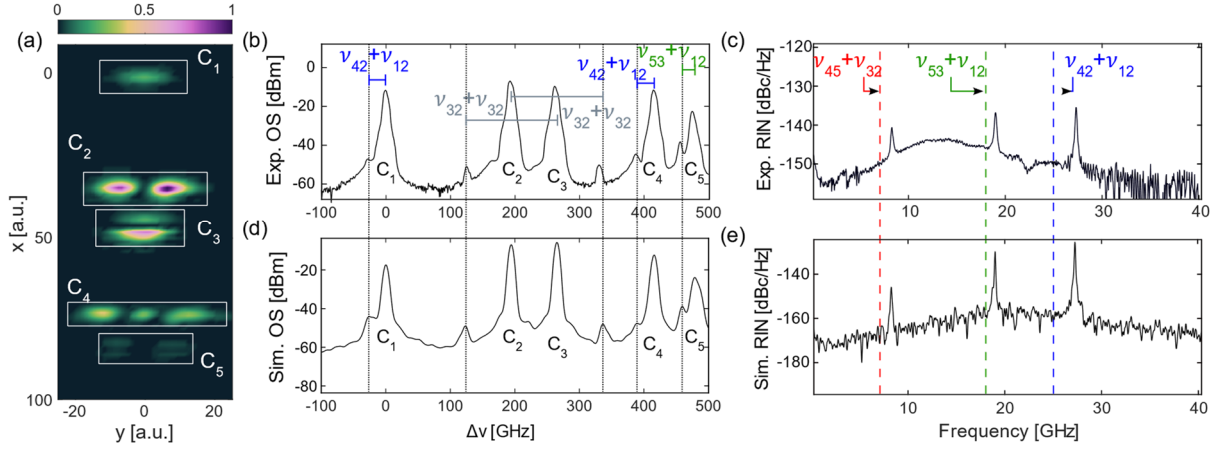 0 0.5 1
(a)
C₁
C₂
C₃
C₄
C₅
0
50
100
x [a.u.]
-20 0 20
y [a.u.]
(b)
ν₄₂+ν₁₂
ν₅₃+ν₁₂
ν₄₂+ν₁₂
ν₃₂+ν₃₂
ν₃₂+ν₃₂
0
-20
-40
-60
Exp. OS [dBm]
C₁ C₂ C₃ C₄ C₅
-100 0 100 200 300 400 500
(d)
0
-20
-40
-60
-80
Sim. OS [dBm]
C₁ C₂ C₃ C₄ C₅
-100 0 100 200 300 400 500
Δν [GHz]
(c)
-120
-130
-140
-150
Exp. RIN [dBc/Hz]
ν₄₅+ν₃₂ ν₅₃+ν₁₂ ν₄₂+ν₁₂
10 20 30 40
(e)
-140
-160
-180
Sim. RIN [dBc/Hz]
10 20 30 40
Frequency [GHz]